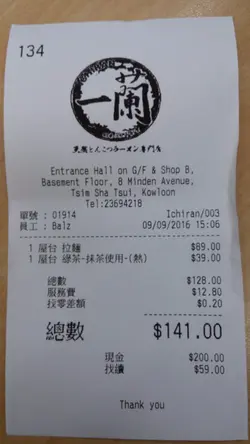 134
一蘭
天然とんこつラーメン専門店
Entrance Hall on G/F & Shop B,
Basement Floor, 8 Minden Avenue,
Tsim Sha Tsui, Kowloon
Tel:23694218
單號 : 01914 Ichiran/003
員工 : Balz 09/09/2016 15:06
1 屋台 拉麵 $89.00
1 屋台 綠茶-抹茶使用-(熱) $39.00
總數 $128.00
服務費 $12.80
找零差額 $0.20
總數 $141.00
現金 $200.00
找續 $59.00
Thank you